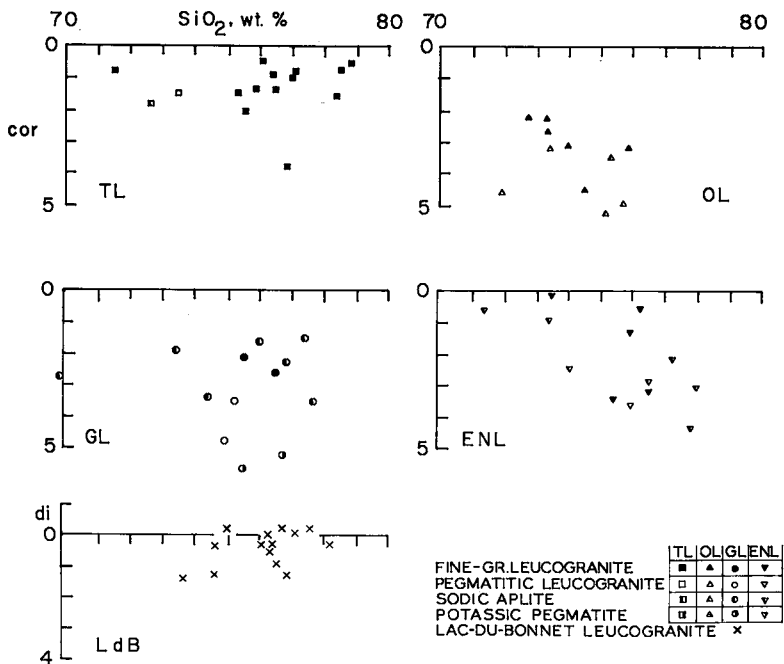 70 SiO2, wt. % 80 70 80
0 0
cor
TL OL
5 5
0 0
GL ENL
5 5
di
0
LdB
4
TL OL GL ENL
FINE-GR.LEUCOGRANITE
PEGMATITIC LEUCOGRANITE
SODIC APLITE
POTASSIC PEGMATITE
LAC-DU-BONNET LEUCOGRANITE ×